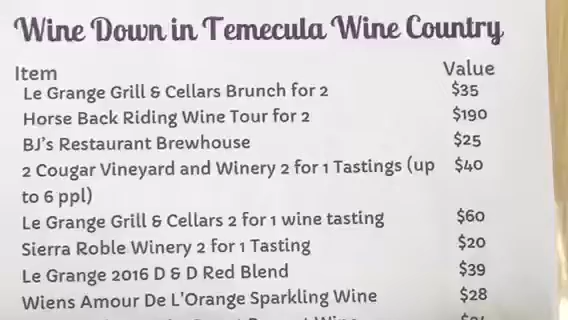 Wine Down in Temecula Wine Country
Item Value
Le Grange Grill & Cellars Brunch for 2 $35
Horse Back Riding Wine Tour for 2 $190
BJ's Restaurant Brewhouse $25
2 Cougar Vineyard and Winery 2 for 1 Tastings (up $40
to 6 ppl)
Le Grange Grill & Cellars 2 for 1 wine tasting $60
Sierra Roble Winery 2 for 1 Tasting $20
Le Grange 2016 D & D Red Blend $39
Wiens Amour De L'Orange Sparkling Wine $28